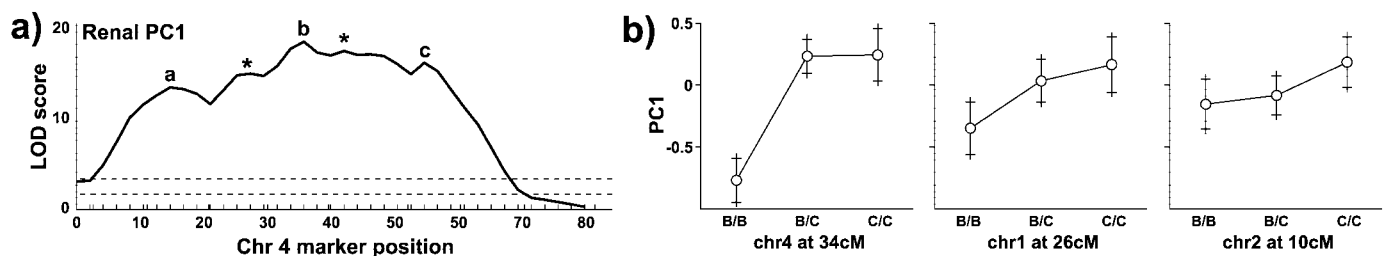 a)
Renal PC1
LOD score
20
10
0
a
*
b
*
c
0 10 20 30 40 50 60 70 80
Chr 4 marker position
b)
PC1
0.5
0
-0.5
B/B B/C C/C
chr4 at 34cM
B/B B/C C/C
chr1 at 26cM
B/B B/C C/C
chr2 at 10cM